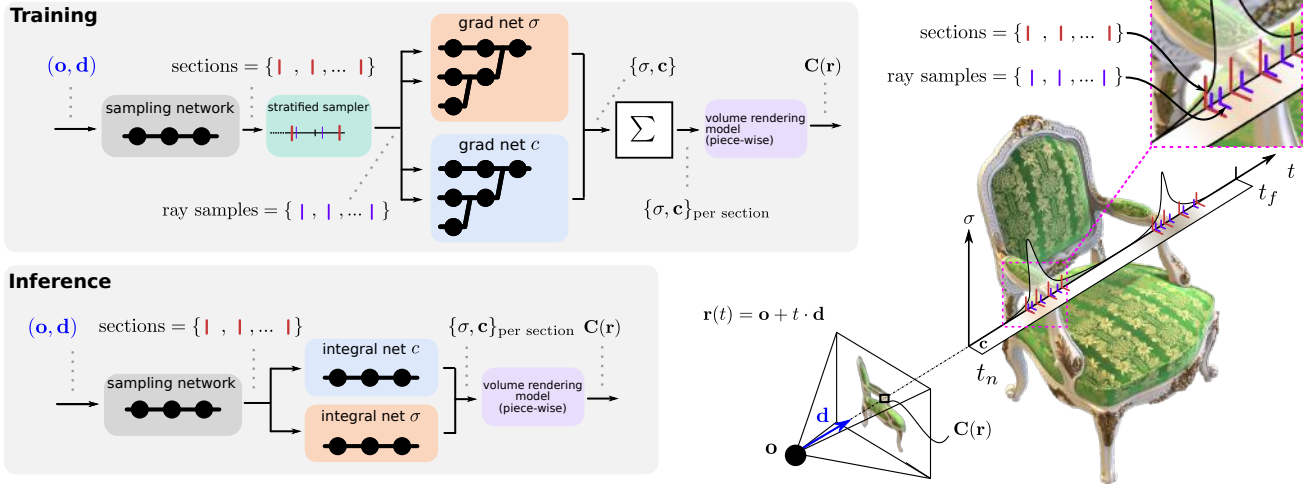 Training
(o, d)
sections = {| , | , ... |}
sampling network
stratified sampler
ray samples = { | , | , ... | }
grad net σ
grad net c
{σ, c}
∑
{σ, c}per section
volume rendering
model
(piece-wise)
C(r)
Inference
(o, d)
sections = {| , | , ... |}
sampling network
integral net c
integral net σ
{σ, c}per section
volume rendering
model
(piece-wise)
C(r)
sections = {| , | , ... |}
ray samples = { | , | , ... | }
t
t_f
σ
c
t_n
r(t) = o + t · d
d
o
C(r)